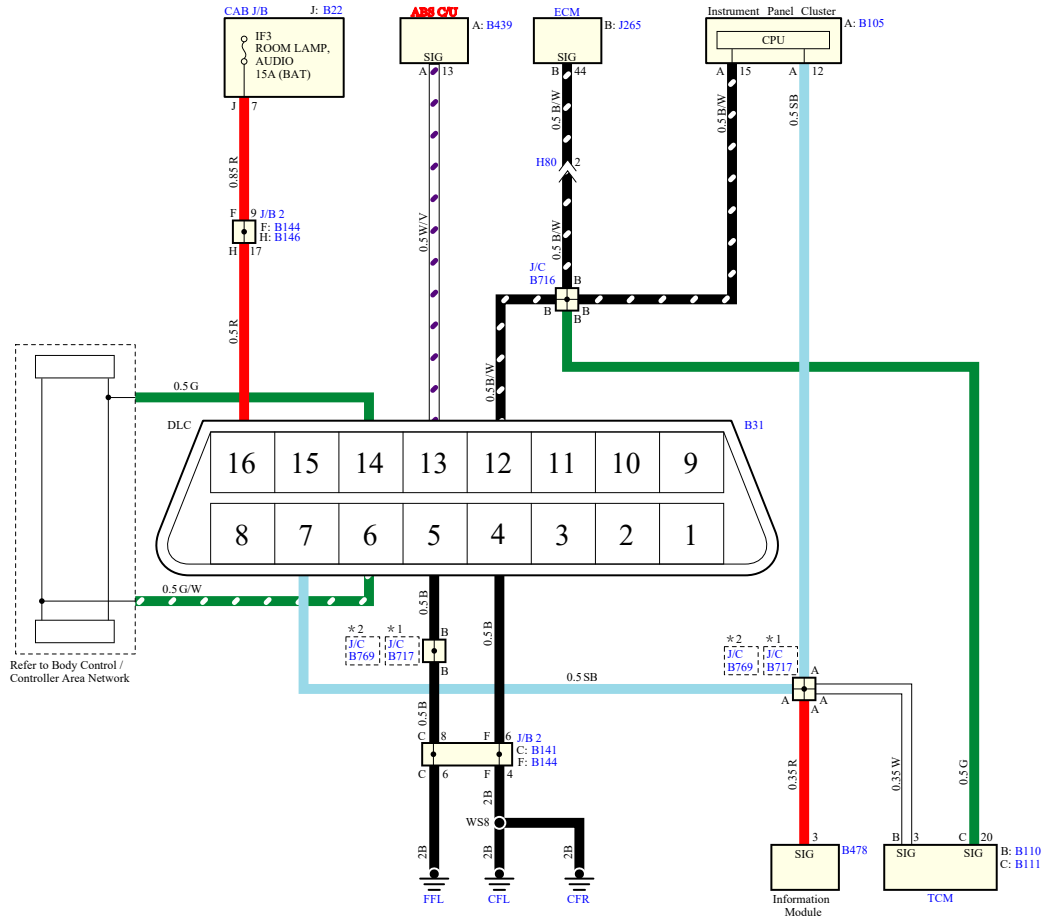 CAB J/B
J: B22
IF3
ROOM LAMP,
AUDIO
15A (BAT)
J 7
0.85 R
F 9 J/B 2
F: B144
H: B146
H 17
0.5 R
ABS C/U
A: B439
SIG
A 13
0.5 W/V
ECM
B: J265
SIG
B 44
0.5 B/W
H80 2
0.5 B/W
J/C
B716
B
B
B
B
0.5 B/W
Instrument Panel Cluster
A: B105
CPU
A 15
A 12
0.5 B/W
0.5 SB
0.5 G
DLC
B31
16 15 14 13 12 11 10 9
8 7 6 5 4 3 2 1
0.5 G/W
Refer to Body Control /
Controller Area Network
0.5 B
0.5 B
*2
J/C
B769
*1
J/C
B717
B
B
0.5 B
0.5 SB
C 8
F 6
J/B 2
C: B141
F: B144
C 6
F 4
2B
WS8
2B
2B
2B
FFL
CFL
CFR
*2
J/C
B769
*1
J/C
B717
A
A
A
A
0.35 R
0.35 W
0.5 G
3
SIG
B478
Information
Module
B 3
C 20
SIG
SIG
B: B110
C: B111
TCM